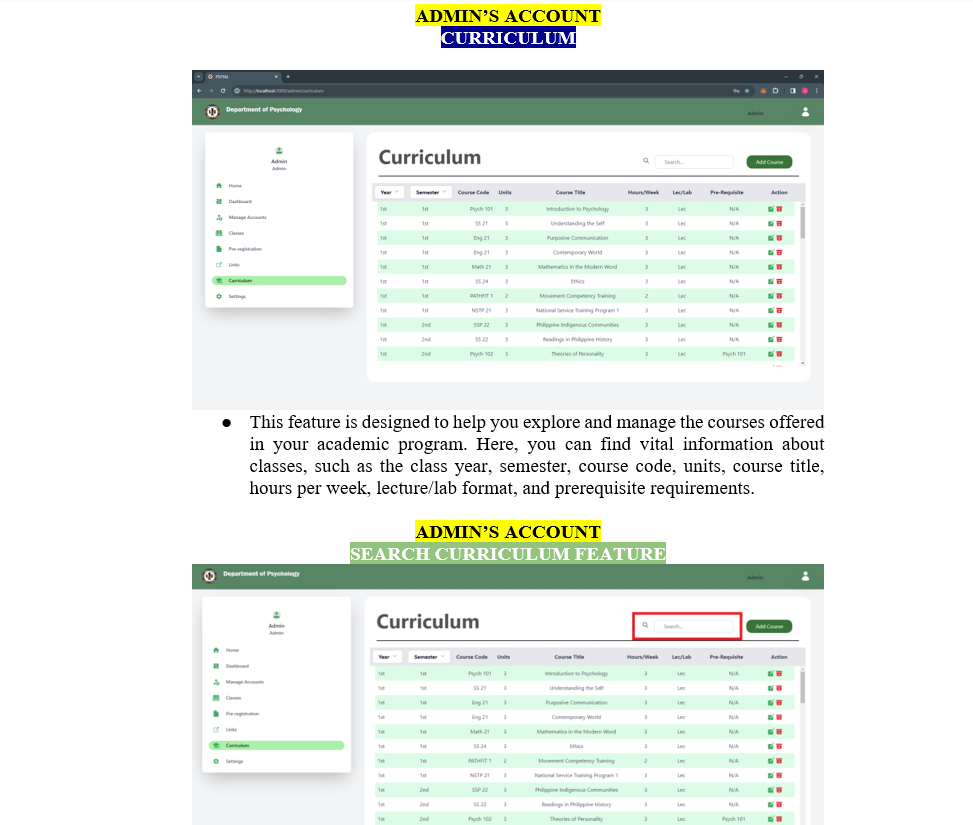 ADMIN'S ACCOUNT
CURRICULUM
PSYTAL
http://localhost:3000/admin/curriculum
Department of Psychology
Admin
Admin
Admin
Home
Dashboard
Manage Accounts
Classes
Pre-registration
Links
Curriculum
Settings
Curriculum
Search...
Add Course
Year Semester Course Code Units Course Title Hours/Week Lec/Lab Pre-Requisite Action
1st 1st Psych 101 3 Introduction to Psychology 3 Lec N/A
1st 1st SS 21 3 Understanding the Self 3 Lec N/A
1st 1st Eng 21 3 Purposive Communication 3 Lec N/A
1st 1st Eng 21 3 Contemporary World 3 Lec N/A
1st 1st Math 21 3 Mathematics in the Modern Word 3 Lec N/A
1st 1st SS 24 3 Ethics 3 Lec N/A
1st 1st PATHFIT 1 2 Movement Competency Training 2 Lec N/A
1st 1st NSTP 21 3 National Service Training Program 1 3 Lec N/A
1st 2nd SSP 22 3 Philippine Indigenous Communities 3 Lec N/A
1st 2nd SS 22 3 Readings in Philippine History 3 Lec N/A
1st 2nd Psych 102 3 Theories of Personality 3 Lec Psych 101
● This feature is designed to help you explore and manage the courses offered
in your academic program. Here, you can find vital information about
classes, such as the class year, semester, course code, units, course title,
hours per week, lecture/lab format, and prerequisite requirements.
ADMIN'S ACCOUNT
SEARCH CURRICULUM FEATURE
Department of Psychology
Admin
Admin
Admin
Home
Dashboard
Manage Accounts
Classes
Pre-registration
Links
Curriculum
Settings
Curriculum
Search...
Add Course
Year Semester Course Code Units Course Title Hours/Week Lec/Lab Pre-Requisite Action
1st 1st Psych 101 3 Introduction to Psychology 3 Lec N/A
1st 1st SS 21 3 Understanding the Self 3 Lec N/A
1st 1st Eng 21 3 Purposive Communication 3 Lec N/A
1st 1st Eng 21 3 Contemporary World 3 Lec N/A
1st 1st Math 21 3 Mathematics in the Modern Word 3 Lec N/A
1st 1st SS 24 3 Ethics 3 Lec N/A
1st 1st PATHFIT 1 2 Movement Competency Training 2 Lec N/A
1st 1st NSTP 21 3 National Service Training Program 1 3 Lec N/A
1st 2nd SSP 22 3 Philippine Indigenous Communities 3 Lec N/A
1st 2nd SS 22 3 Readings in Philippine History 3 Lec N/A
1st 2nd Psych 102 3 Theories of Personality 3 Lec Psych 101